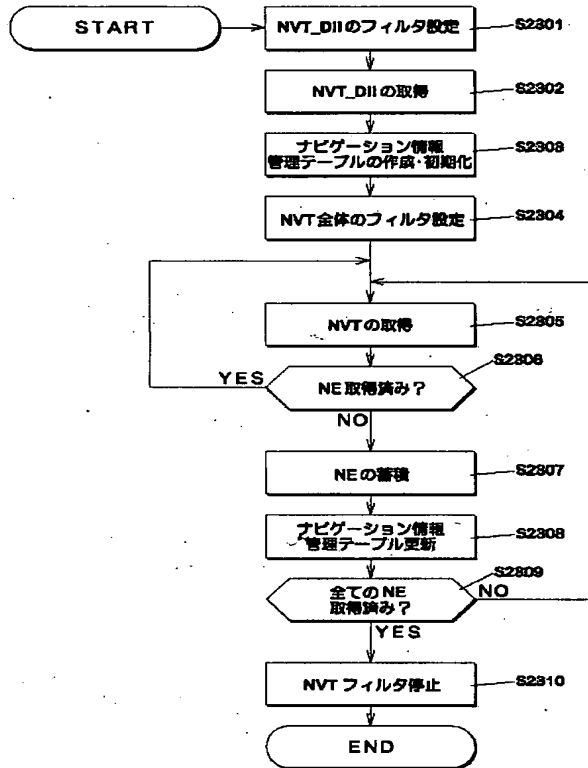 START
NVT_DIIのフィルタ設定
S2301
NVT_DIIの取得
S2302
ナビゲーション情報
管理テーブルの作成・初期化
S2303
NVT全体のフィルタ設定
S2304
NVTの取得
S2305
NE取得済み?
S2306
YES
NO
NEの蓄積
S2307
ナビゲーション情報
管理テーブル更新
S2308
全てのNE
取得済み?
S2309
NO
YES
NVTフィルタ停止
S2310
END